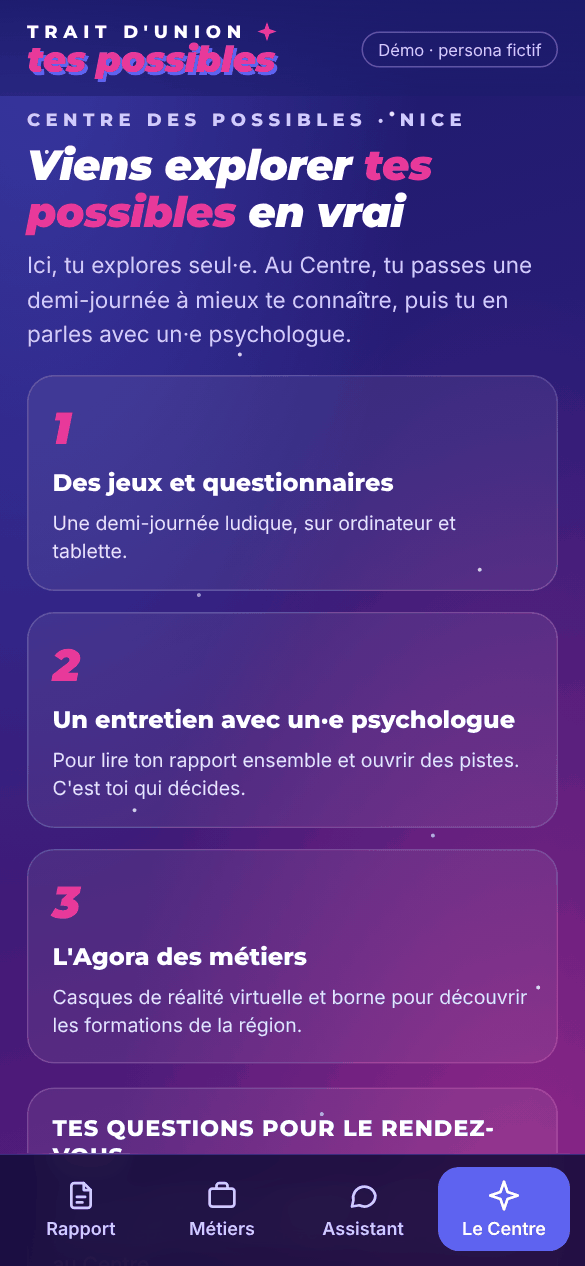 TRAIT D'UNION
tes possibles
Démo · persona fictif
CENTRE DES POSSIBLES · NICE
Viens explorer tes
possibles en vrai
Ici, tu explores seul·e. Au Centre, tu passes une
demi-journée à mieux te connaître, puis tu en
parles avec un·e psychologue.
1
Des jeux et questionnaires
Une demi-journée ludique, sur ordinateur et
tablette.
2
Un entretien avec un·e psychologue
Pour lire ton rapport ensemble et ouvrir des pistes.
C'est toi qui décides.
3
L'Agora des métiers
Casques de réalité virtuelle et borne pour découvrir
les formations de la région.
TES QUESTIONS POUR LE RENDEZ-
VOUS
Rapport
Métiers
Assistant
Le Centre